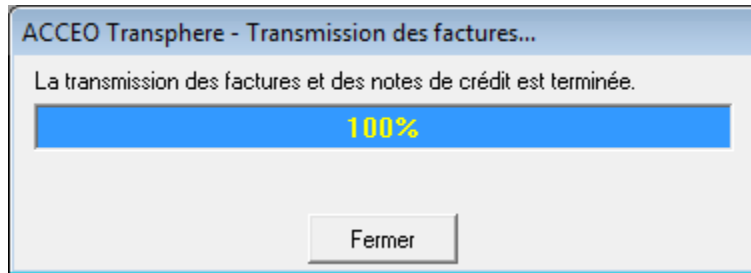 ACCEO Transphere - Transmission des factures...
La transmission des factures et des notes de crédit est terminée.
100%
Fermer